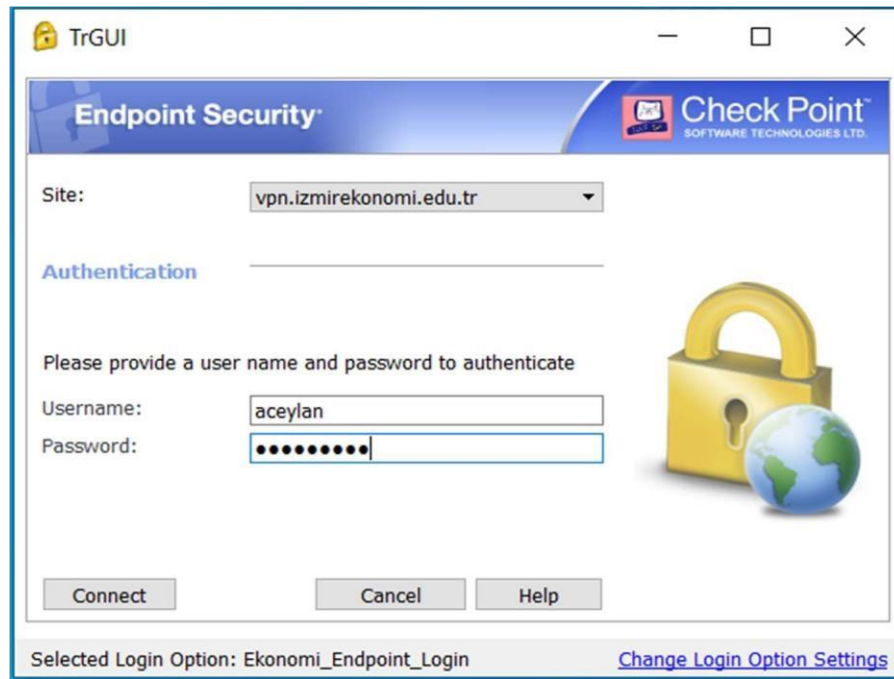 TrGUI
Endpoint Security
Check Point™
SOFTWARE TECHNOLOGIES LTD.
Site: vpn.izmirekonomi.edu.tr
Authentication
Please provide a user name and password to authenticate
Username: aceylan
Password: •••••••••
Connect Cancel Help
Selected Login Option: Ekonomi_Endpoint_Login Change Login Option Settings